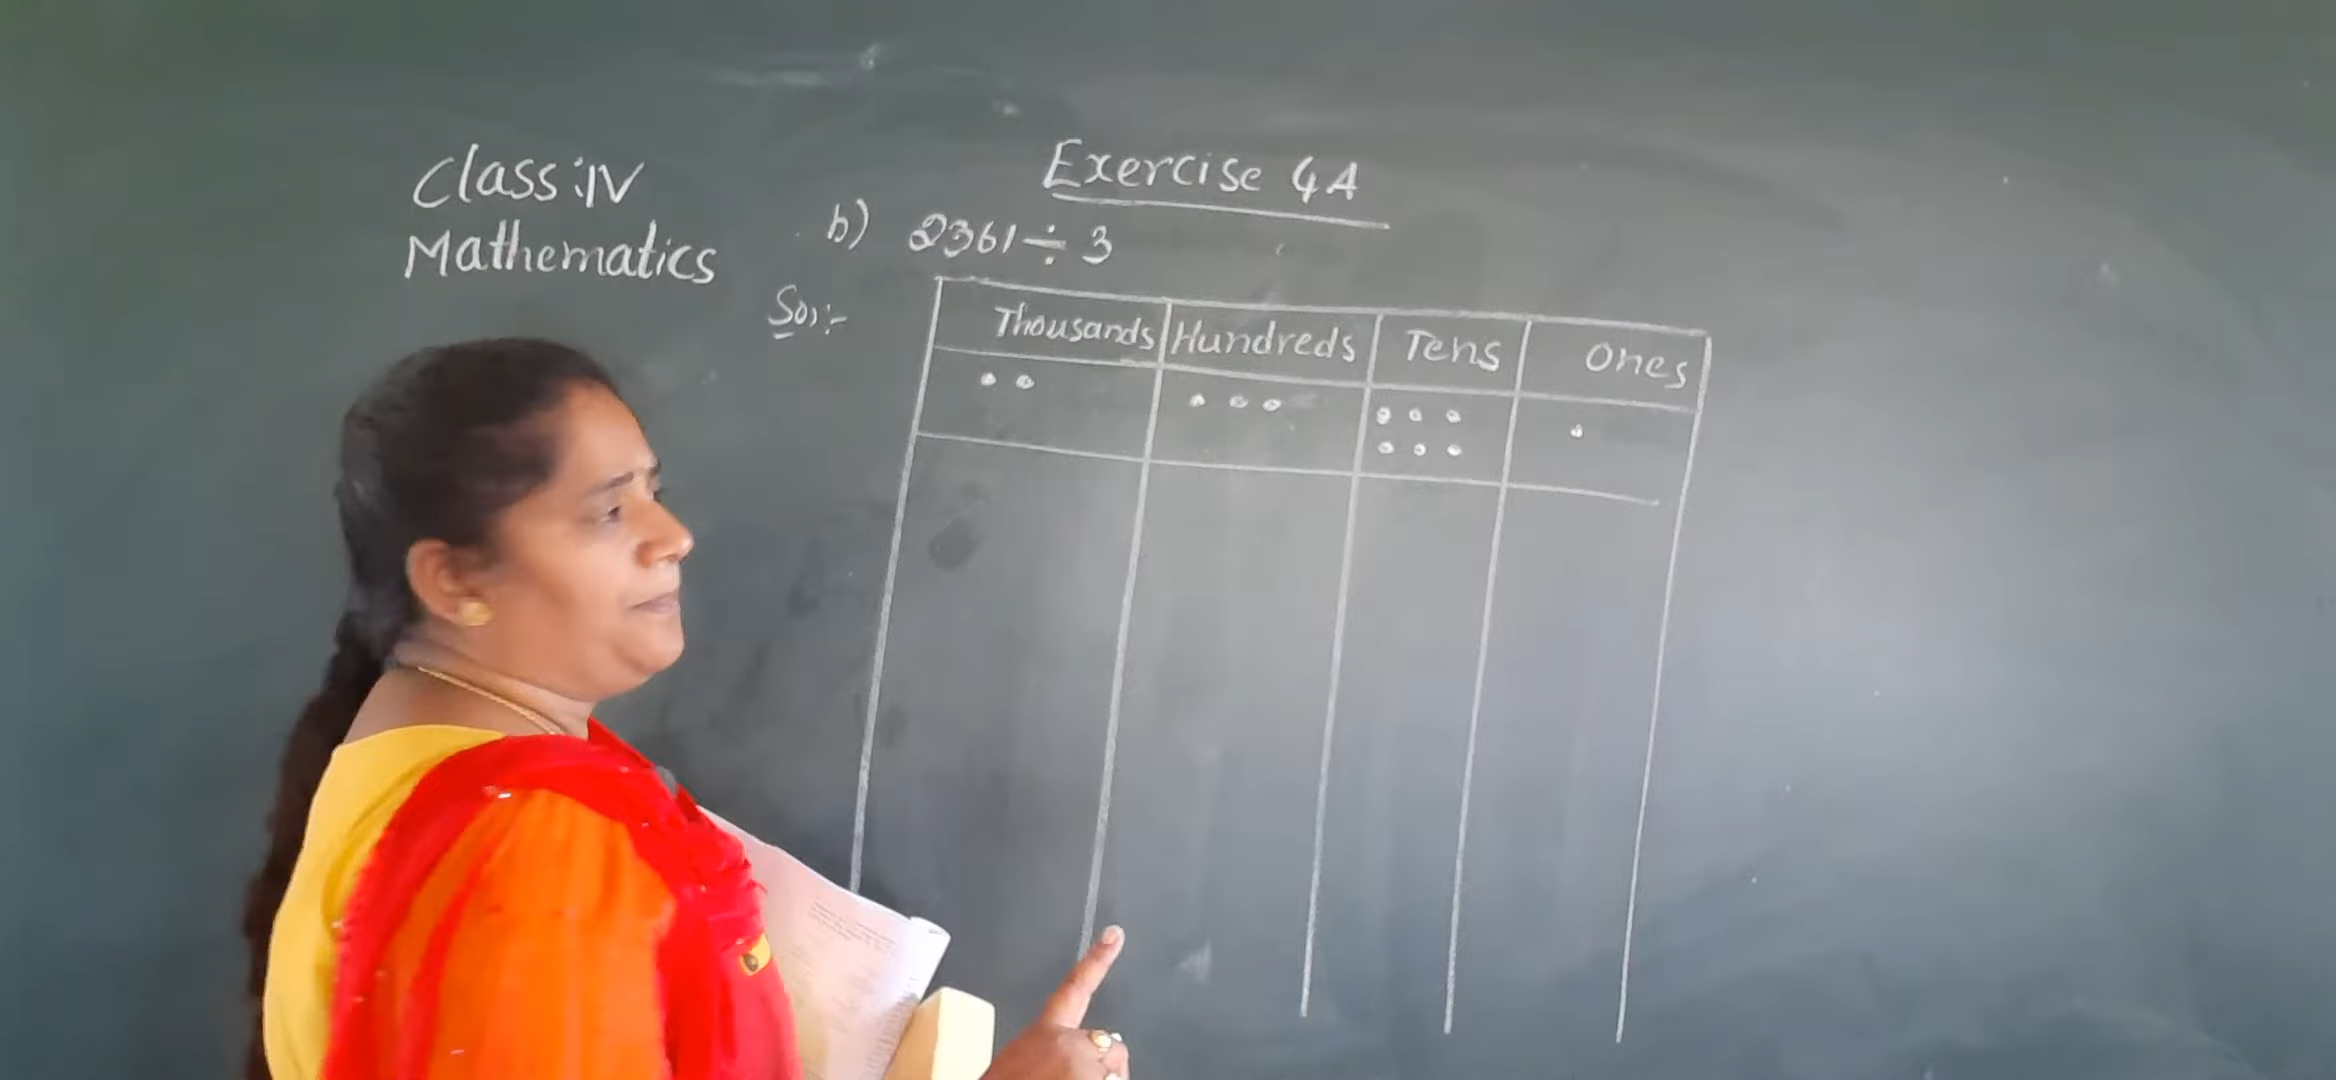 Class:IV
Mathematics
Exercise 4A
b) 2361 ÷ 3
Sol:-
Thousands Hundreds Tens Ones